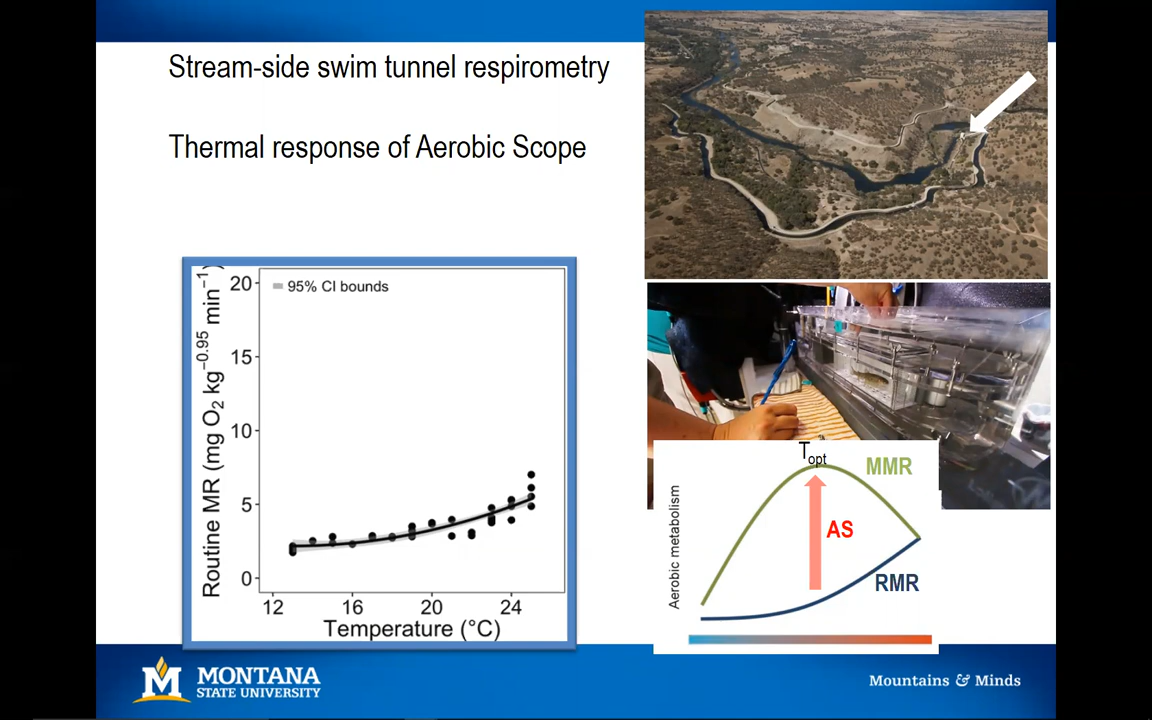 Stream-side swim tunnel respirometry
Thermal response of Aerobic Scope
Routine MR (mg O₂ kg⁻⁰·⁹⁵ min⁻¹)
20
15
10
5
0
95% CI bounds
12 16 20 24
Temperature (°C)
Topt
MMR
AS
RMR
Aerobic metabolism
M MONTANA
STATE UNIVERSITY
Mountains & Minds